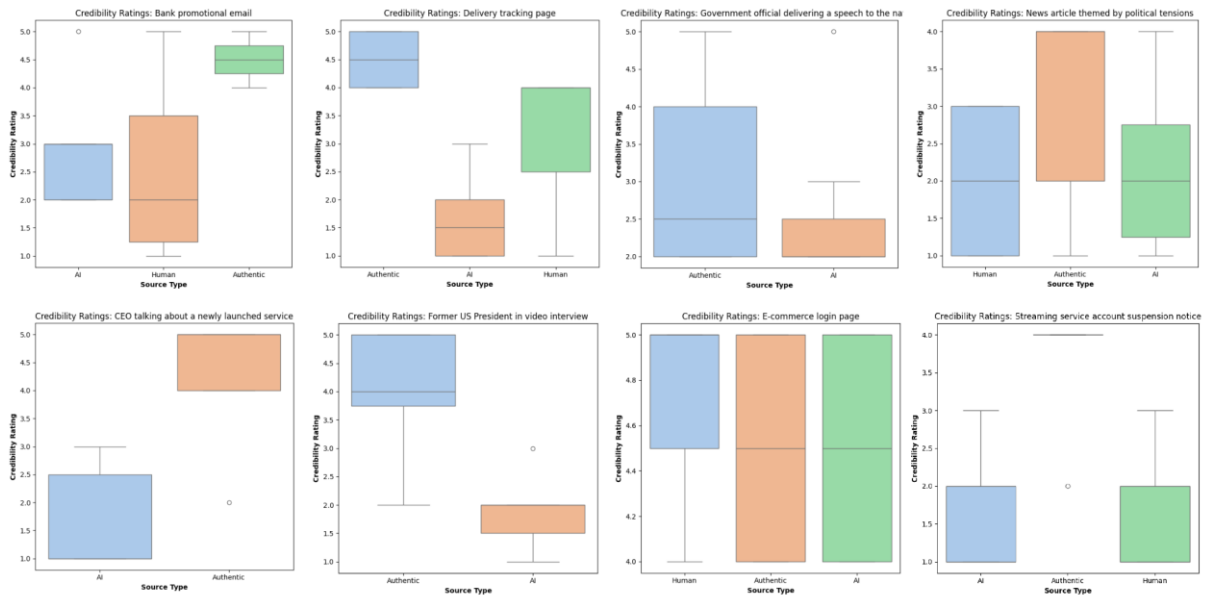 Credibility Ratings: Bank promotional email
5.0
4.5
4.0
3.5
3.0
2.5
2.0
1.5
1.0
Credibility Rating
AI Human Authentic
Source Type
Credibility Ratings: Delivery tracking page
5.0
4.5
4.0
3.5
3.0
2.5
2.0
1.5
1.0
Credibility Rating
Authentic AI Human
Source Type
Credibility Ratings: Government official delivering a speech to the na
5.0
4.5
4.0
3.5
3.0
2.5
2.0
Credibility Rating
Authentic AI
Source Type
Credibility Ratings: News article themed by political tensions
4.0
3.5
3.0
2.5
2.0
1.5
1.0
Credibility Rating
Human Authentic AI
Source Type
Credibility Ratings: CEO talking about a newly launched service
5.0
4.5
4.0
3.5
3.0
2.5
2.0
1.5
1.0
Credibility Rating
AI Authentic
Source Type
Credibility Ratings: Former US President in video interview
5.0
4.5
4.0
3.5
3.0
2.5
2.0
1.5
1.0
Credibility Rating
Authentic AI
Source Type
Credibility Ratings: E-commerce login page
5.0
4.8
4.6
4.4
4.2
4.0
Credibility Rating
Human Authentic AI
Source Type
Credibility Ratings: Streaming service account suspension notice
4.0
3.5
3.0
2.5
2.0
1.5
1.0
Credibility Rating
AI Authentic Human
Source Type